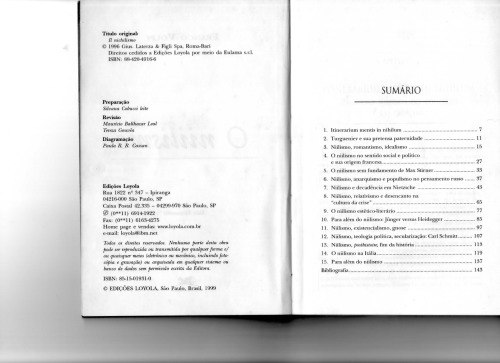 Título original:
Il nichilismo
© 1996 Gius. Laterza & Figli Spa, Roma-Bari
Direitos cedidos a Edições Loyola por meio da Eulama s.r.l.
ISBN: 88-420-4916-6
Preparação
Silvana Cobucci Leite
Revisão
Maurício Balthazar Leal
Diagramação
Paulo R. R.
Edições Loyola
Rua 1822 nº 347 – Ipiranga
04216-000 São Paulo, SP
Caixa Postal 42.335 – 04299-970 São Paulo, SP
(0**11) 6914-1922
Fax: (0**11) 6163-4275
Home page e vendas: www.loyola.com.br
e-mail: loyola@ibm.net
Todos os direitos reservados. Nenhuma parte desta obra
pode ser reproduzida ou transmitida por qualquer forma e/
ou quaisquer meios (eletrônico ou mecânico, incluindo foto-
cópia e gravação) ou arquivada em qualquer sistema ou
banco de dados sem permissão escrita da Editora.
ISBN: 85-15-01931-0
© EDIÇÕES LOYOLA, São Paulo, Brasil, 1999
SUMÁRIO
1. Itinerarium mentis in nihilum 7
2. Turgueniev e sua pretensa paternidade 11
3. Niilismo, romantismo, idealismo 15
4. O niilismo no sentido social e político
e sua origem francesa 27
5. O niilismo sem fundamento de Max Stirner 33
6. Niilismo, anarquismo e populismo no pensamento russo 37
7. Niilismo e decadência em Nietzsche 43
8. Niilismo, relativismo e desencanto na
"cultura da crise" 65
9. O niilismo estético-literário 77
10. Para além do niilismo: Jünger versus Heidegger
11. Niilismo, existencialismo, gnose 97
12. Niilismo, teologia política, secularização: Carl Schmitt 107
13. Niilismo, posthistoire, fim da história 113
14. O niilismo na Itália 119
15. Para além do niilismo 137
Bibliografia 143